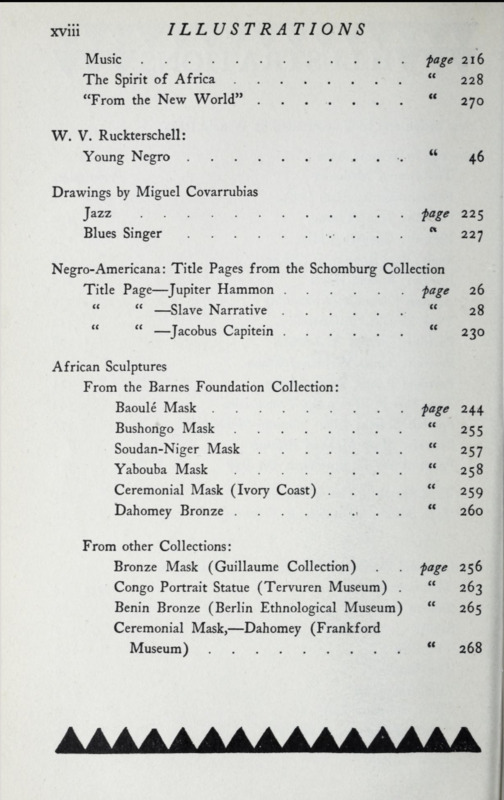 xviii ILLUSTRATIONS
Music . . . . . . . . . . . page 216
The Spirit of Africa . . . . . . . . “ 228
“From the New World” . . . . . . . “ 270
W. V. Ruckterschell:
Young Negro . . . . . . . . . . “ 46
Drawings by Miguel Covarrubias
Jazz . . . . . . . . . . . . page 225
Blues Singer . . . . . . . . . . “ 227
Negro-Americana: Title Pages from the Schomburg Collection
Title Page—Jupiter Hammon . . . . . . page 26
“ “ —Slave Narrative . . . . . . “ 28
“ “ —Jacobus Capitein . . . . . . “ 230
African Sculptures
From the Barnes Foundation Collection:
Baoulé Mask . . . . . . . . . page 244
Bushongo Mask . . . . . . . . “ 255
Soudan-Niger Mask . . . . . . . “ 257
Yabouba Mask . . . . . . . . “ 258
Ceremonial Mask (Ivory Coast) . . . . “ 259
Dahomey Bronze . . . . . . . . “ 260
From other Collections:
Bronze Mask (Guillaume Collection) . . page 256
Congo Portrait Statue (Tervuren Museum) . “ 263
Benin Bronze (Berlin Ethnological Museum) “ 265
Ceremonial Mask,—Dahomey (Frankford
Museum) . . . . . . . . . “ 268